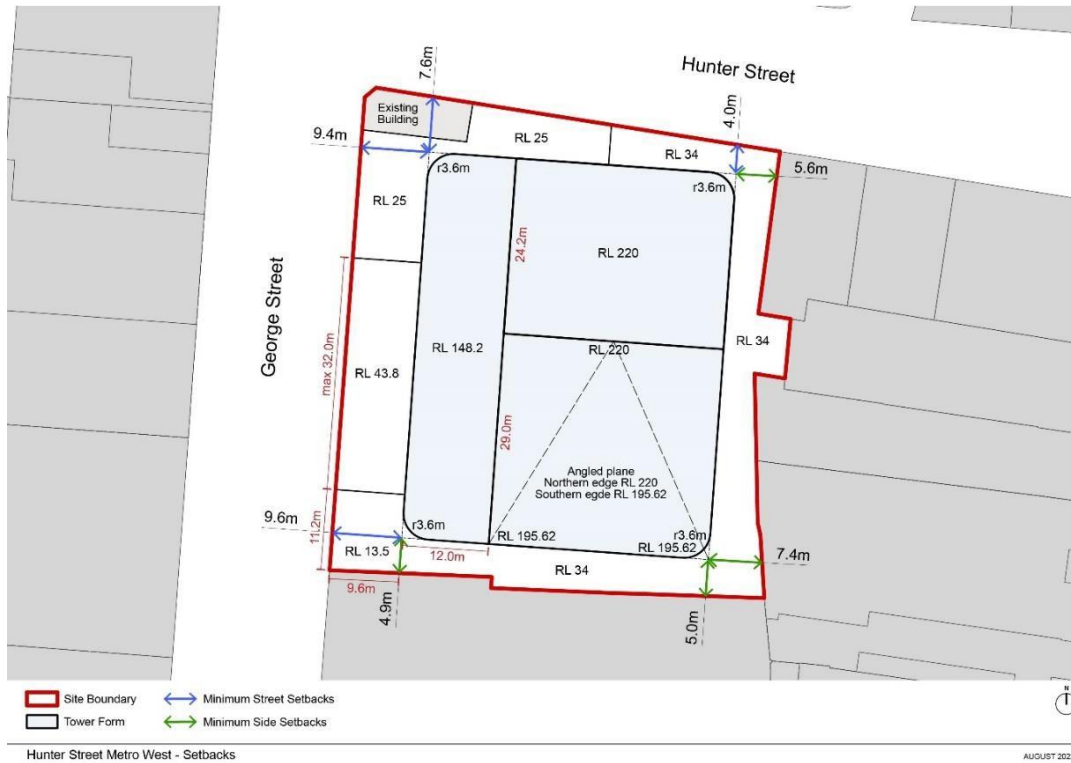 Hunter Street
7.6m
4.0m
Existing
Building
9.4m
RL 25
RL 34
5.6m
r3.6m
r3.6m
RL 25
24.2m
RL 220
George Street
max 32.0m
RL 148.2
RL 220
RL 34
RL 43.8
29.0m
Angled plane
Northern edge RL 220
Southern egde RL 195.62
9.6m
11.2m
r3.6m
r3.6m
RL 195.62
RL 195.62
7.4m
RL 13.5
12.0m
RL 34
9.6m
4.9m
5.0m
Site Boundary
Minimum Street Setbacks
N
Tower Form
Minimum Side Setbacks
Hunter Street Metro West - Setbacks
AUGUST 202